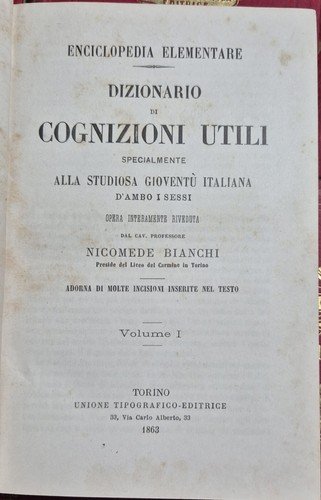 ENCICLOPEDIA ELEMENTARE
DIZIONARIO
DI
COGNIZIONI UTILI
SPECIALMENTE
ALLA STUDIOSA GIOVENTÙ ITALIANA
D'AMBO I SESSI
OPERA INTERAMENTE RIVEDUTA
DAL CAV. PROFESSORE
NICOMEDE BIANCHI
Preside del Liceo del Carmine in Torino
ADORNA DI MOLTE INCISIONI INSERITE NEL TESTO
Volume I
TORINO
UNIONE TIPOGRAFICO-EDITRICE
33, Via Carlo Alberto, 33
1863